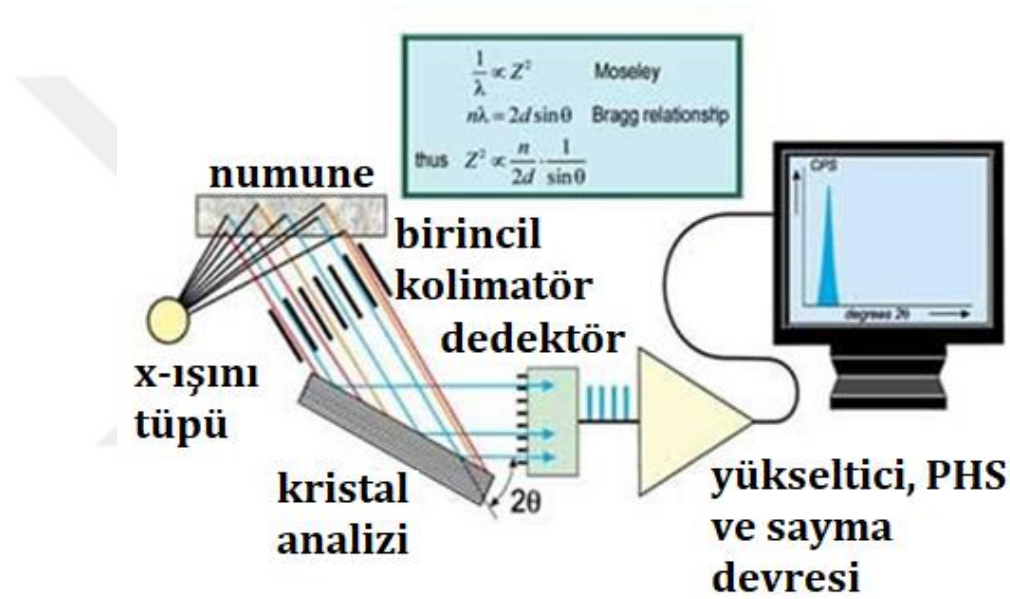 1/λ ∝ Z² Moseley
nλ = 2d sinθ Bragg relationship
thus Z² ∝ n/2d · 1/sinθ
numune
birincil
kolimatör
dedektör
x-ışını
tüpü
kristal
analizi
2θ
yükseltici, PHS
ve sayma
devresi
CPS
degrees 2θ